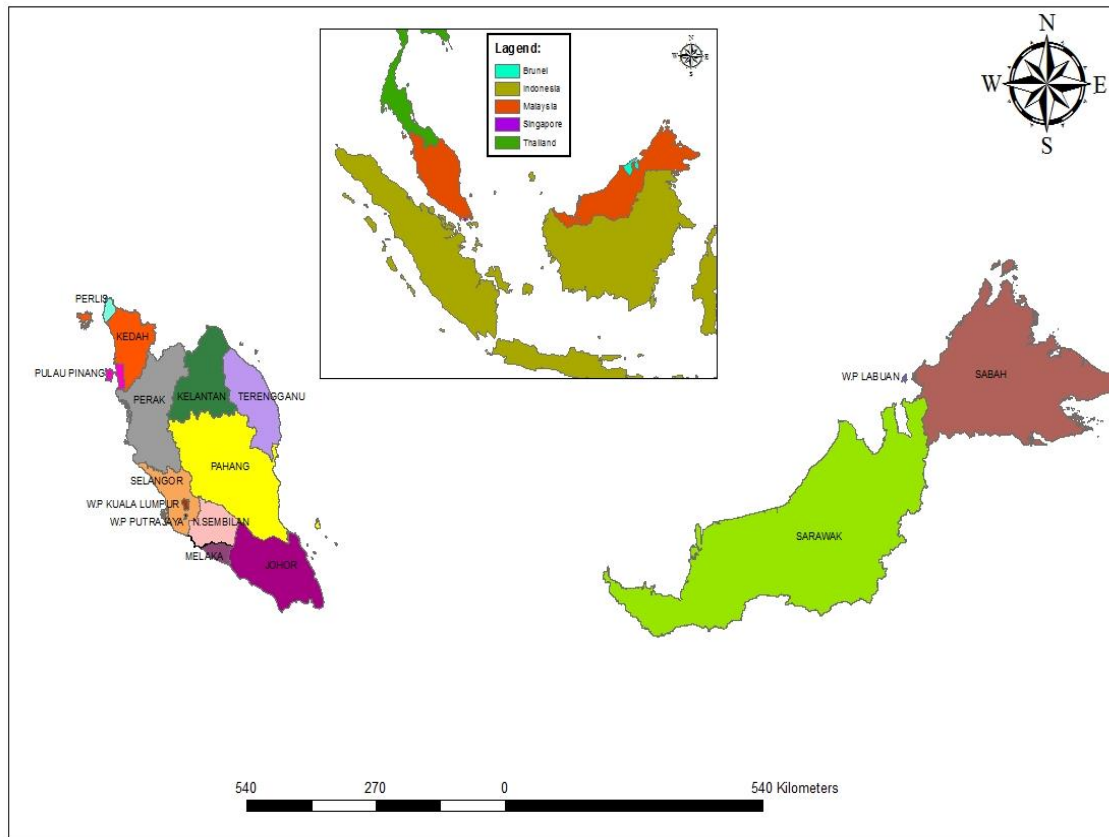 N
W E
S
Lagend:
Brunei
Indonesia
Malaysia
Singapore
Thailand
N
W E
S
PERLIS
KEDAH
PULAU PINANG
PERAK
KELANTAN
TERENGGANU
PAHANG
SELANGOR
W.P KUALA LUMPUR
W.P PUTRAJAYA
N.SEMBILAN
MELAKA
JOHOR
W.P LABUAN
SABAH
SARAWAK
540 270 0 540 Kilometers